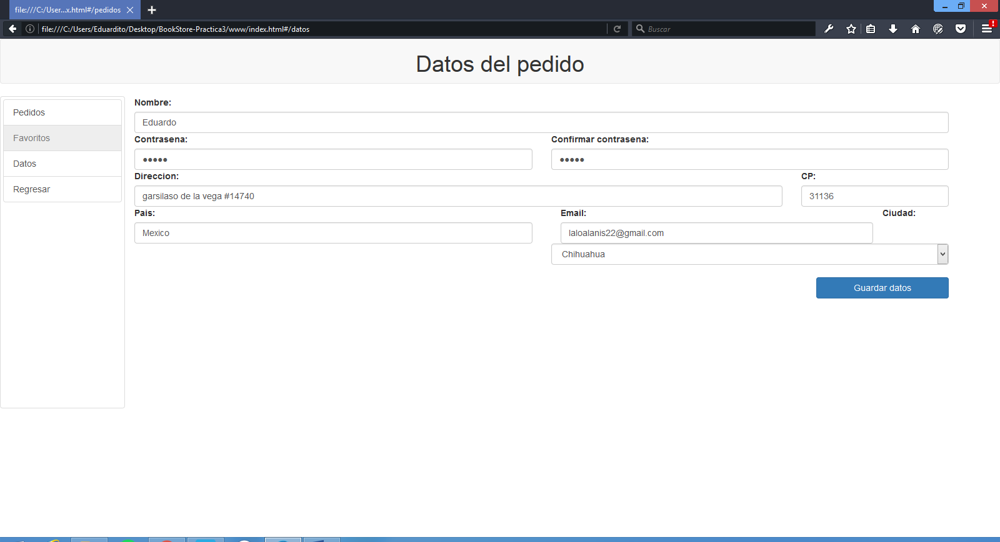 file:///C:/User...x.html#/pedidos
file:///C:/Users/Eduardito/Desktop/BookStore-Practica3/www/index.html#/datos
Buscar
Datos del pedido
Pedidos
Favoritos
Datos
Regresar
Nombre:
Eduardo
Contrasena:
Confirmar contrasena:
●●●●●
●●●●●
Direccion:
CP:
garsilaso de la vega #14740
31136
Pais:
Email:
Ciudad:
Mexico
laloalanis22@gmail.com
Chihuahua
Guardar datos